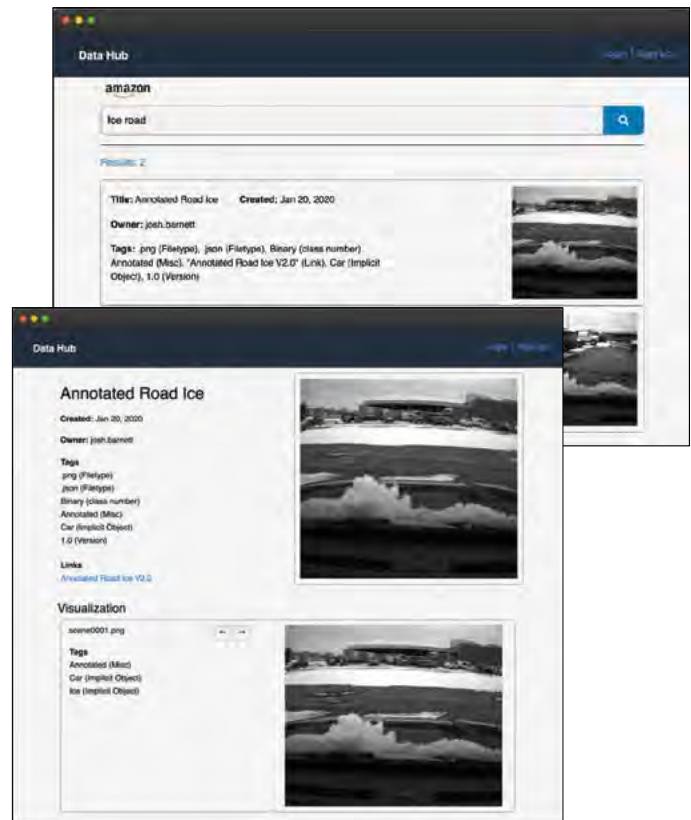 Data Hub
amazon
Ice road
Results: 2
Title: Annotated Road Ice Created: Jan 20, 2020
Owner: josh.barnett
Tags: .png (Filetype), .json (Filetype), Binary (class number)
Annotated (Misc), "Annotated Road Ice V2.0" (Link), Car (Implicit
Object), 1.0 (Version)
Data Hub
Annotated Road Ice
Created: Jan 20, 2020
Owner: josh.barnett
Tags
.png (Filetype)
.json (Filetype)
Binary (class number)
Annotated (Misc)
Car (Implicit Object)
1.0 (Version)
Links
Annotated Road Ice V2.0
Visualization
scene0001.png ← →
Tags
Annotated (Misc)
Car (Implicit Object)
Ice (Implicit Object)